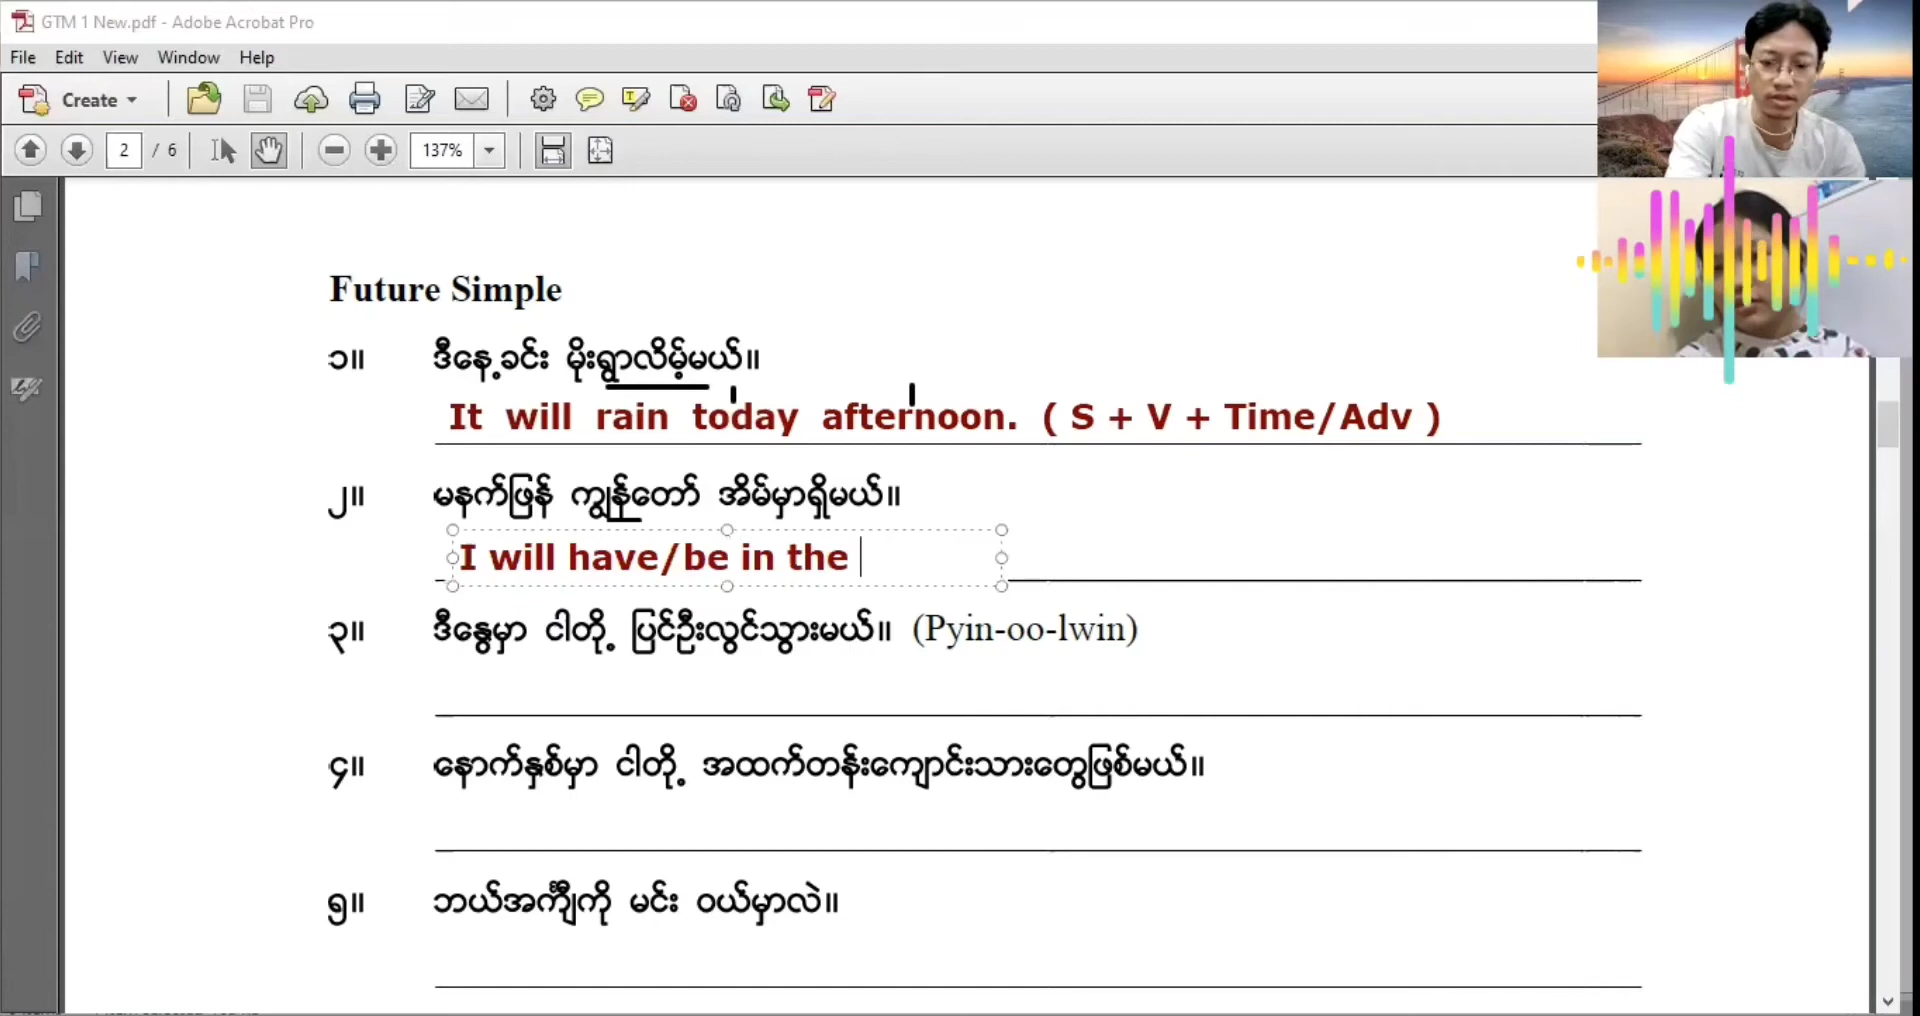 GTM 1 New.pdf - Adobe Acrobat Pro
File Edit View Window Help
Create
2 / 6 137%
Future Simple
၁။ ဒီနေ့ခင်း မိုးရွာလိမ့်မယ်။
It will rain today afternoon. ( S + V + Time/Adv )
၂။ မနက်ဖြန် ကျွန်တော် အိမ်မှာရှိမယ်။
I will have/be in the
၃။ ဒီနွေမှာ ငါတို့ ပြင်ဦးလွင်သွားမယ်။ (Pyin-oo-lwin)
၄။ နောက်နှစ်မှာ ငါတို့ အထက်တန်းကျောင်းသားတွေဖြစ်မယ်။
၅။ ဘယ်အင်္ကျီကို မင်း ဝယ်မှာလဲ။